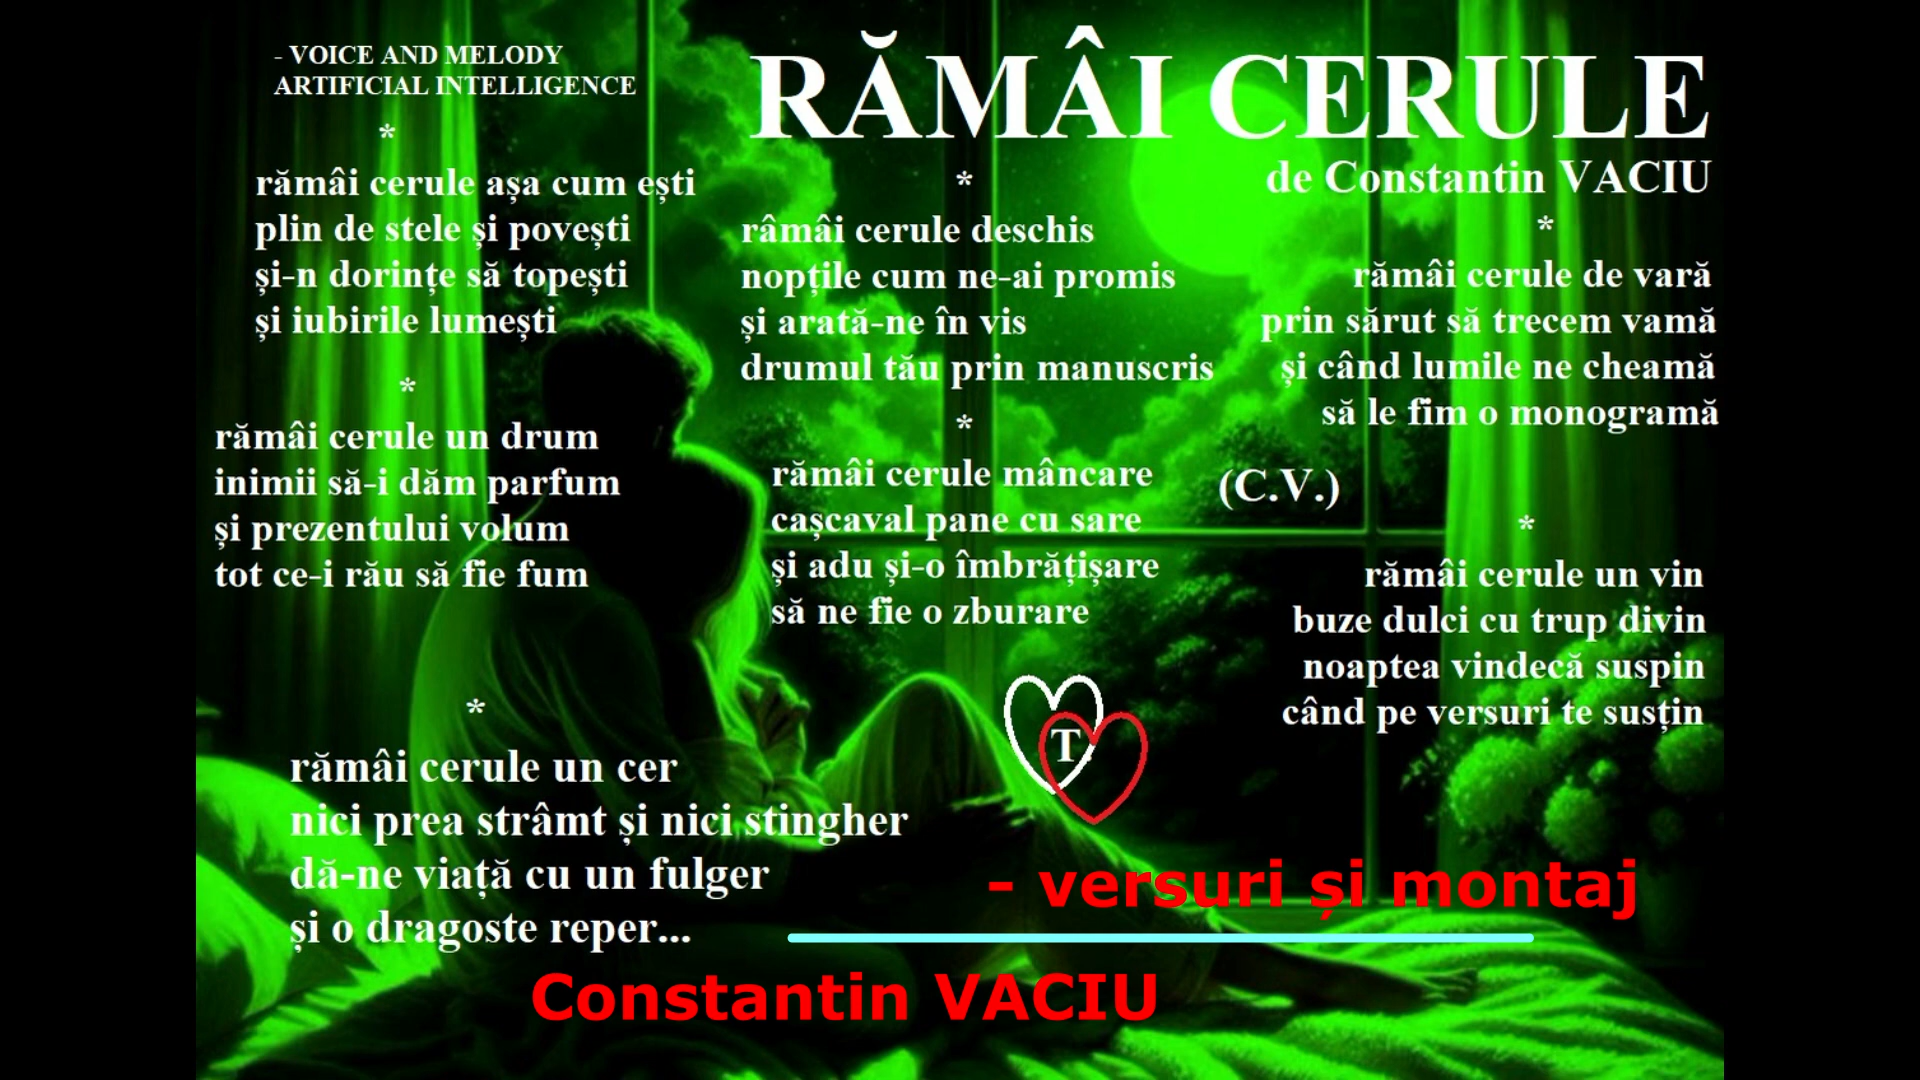 - VOICE AND MELODY
ARTIFICIAL INTELLIGENCE
RĂMÂI CERULE
de Constantin VACIU
*
rămâi cerule așa cum ești
plin de stele și povești
și-n dorințe să topești
și iubirile lumești
*
rămâi cerule un drum
inimii să-i dăm parfum
și prezentului volum
tot ce-i rău să fie fum
*
rămâi cerule un cer
nici prea strâmt și nici stingher
dă-ne viață cu un fulger
și o dragoste reper...
*
râmâi cerule deschis
nopțile cum ne-ai promis
și arată-ne în vis
drumul tău prin manuscris
*
rămâi cerule mâncare
cașcaval pane cu sare
și adu și-o îmbrățișare
să ne fie o zburare
*
rămâi cerule de vară
prin sărut să trecem vamă
și când lumile ne cheamă
să le fim o monogramă
(C.V.)
*
rămâi cerule un vin
buze dulci cu trup divin
noaptea vindecă suspin
când pe versuri te susțin
T
- versuri și montaj
Constantin VACIU